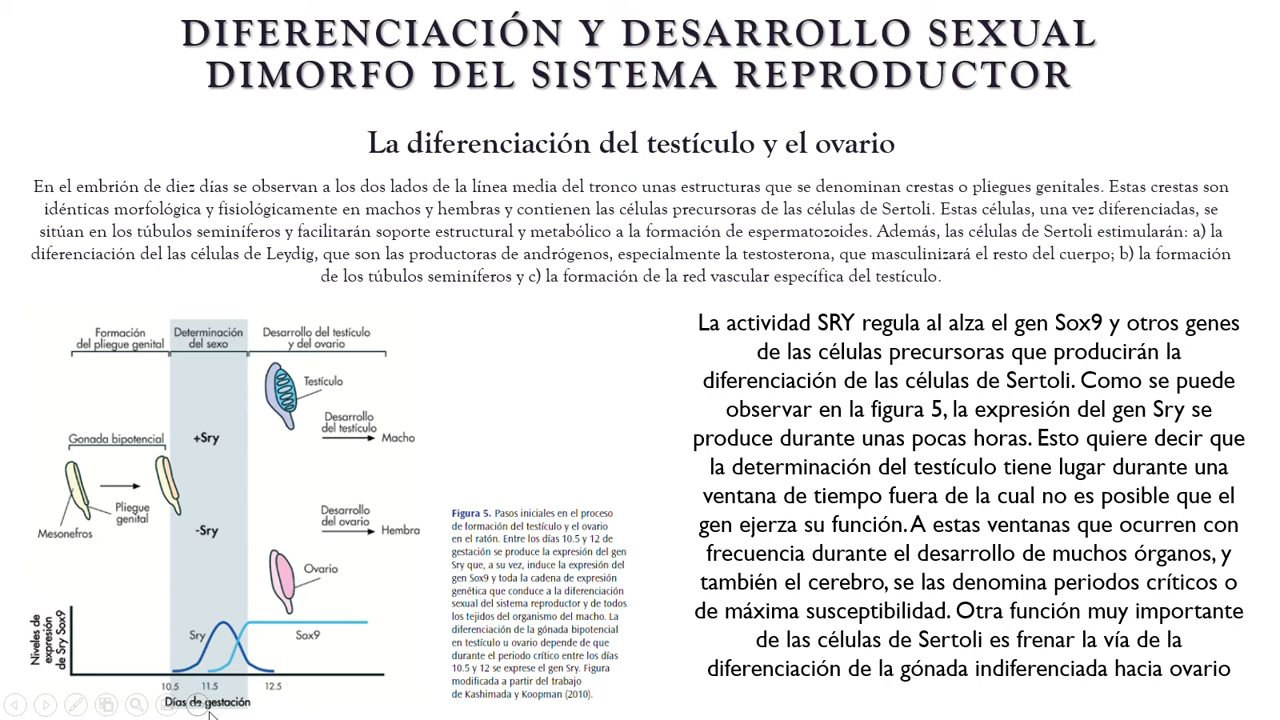 DIFERENCIACIÓN Y DESARROLLO SEXUAL
DIMORFO DEL SISTEMA REPRODUCTOR
La diferenciación del testículo y el ovario
En el embrión de diez días se observan a los dos lados de la línea media del tronco unas estructuras que se denominan crestas o pliegues genitales. Estas crestas son
idénticas morfológica y fisiológicamente en machos y hembras y contienen las células precursoras de las células de Sertoli. Estas células, una vez diferenciadas, se
sitúan en los túbulos seminíferos y facilitarán soporte estructural y metabólico a la formación de espermatozoides. Además, las células de Sertoli estimularán: a) la
diferenciación del las células de Leydig, que son las productoras de andrógenos, especialmente la testosterona, que masculinizará el resto del cuerpo; b) la formación
de los túbulos seminíferos y c) la formación de la red vascular específica del testículo.
Formación
del pliegue genital
Determinación
del sexo
Desarrollo del testículo
y del ovario
Testículo
Desarrollo
del testículo
Macho
Gonada bipotencial
+Sry
Pliegue
genital
Mesonefros
-Sry
Desarrollo
del ovario
Hembra
Ovario
Niveles de
expresión
de Sry Sox9
Sry
Sox9
10.5
11.5
12.5
Días de gestación
Figura 5. Pasos iniciales en el proceso
de formación del testículo y el ovario
en el ratón. Entre los días 10.5 y 12 de
gestación se produce la expresión del gen
Sry que, a su vez, induce la expresión del
gen Sox9 y toda la cadena de expresión
genética que conduce a la diferenciación
sexual del sistema reproductor y de todos
los tejidos del organismo del macho. La
diferenciación de la gónada bipotencial
en testículo u ovario depende de que
durante el periodo crítico entre los días
10.5 y 12 se exprese el gen Sry. Figura
modificada a partir del trabajo
de Kashimada y Koopman (2010).
La actividad SRY regula al alza el gen Sox9 y otros genes
de las células precursoras que producirán la
diferenciación de las células de Sertoli. Como se puede
observar en la figura 5, la expresión del gen Sry se
produce durante unas pocas horas. Esto quiere decir que
la determinación del testículo tiene lugar durante una
ventana de tiempo fuera de la cual no es posible que el
gen ejerza su función. A estas ventanas que ocurren con
frecuencia durante el desarrollo de muchos órganos, y
también el cerebro, se las denomina periodos críticos o
de máxima susceptibilidad. Otra función muy importante
de las células de Sertoli es frenar la vía de la
diferenciación de la gónada indiferenciada hacia ovario